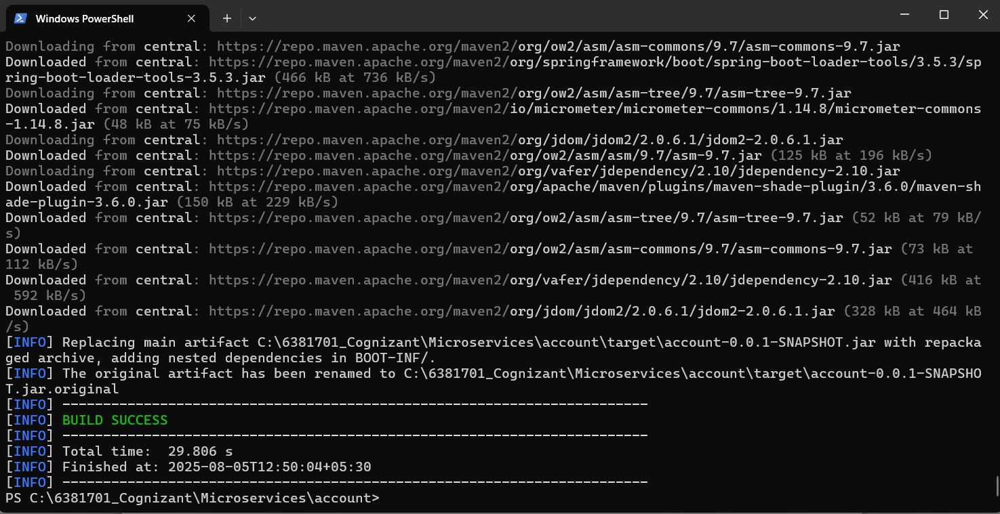 Windows PowerShell
Downloading from central: https://repo.maven.apache.org/maven2/org/ow2/asm/asm-commons/9.7/asm-commons-9.7.jar
Downloaded from central: https://repo.maven.apache.org/maven2/org/springframework/boot/spring-boot-loader-tools/3.5.3/sp
ring-boot-loader-tools-3.5.3.jar (466 kB at 736 kB/s)
Downloading from central: https://repo.maven.apache.org/maven2/org/ow2/asm/asm-tree/9.7/asm-tree-9.7.jar
Downloaded from central: https://repo.maven.apache.org/maven2/io/micrometer/micrometer-commons/1.14.8/micrometer-commons
-1.14.8.jar (48 kB at 75 kB/s)
Downloading from central: https://repo.maven.apache.org/maven2/org/jdom/jdom2/2.0.6.1/jdom2-2.0.6.1.jar
Downloaded from central: https://repo.maven.apache.org/maven2/org/ow2/asm/asm/9.7/asm-9.7.jar (125 kB at 196 kB/s)
Downloading from central: https://repo.maven.apache.org/maven2/org/vafer/jdependency/2.10/jdependency-2.10.jar
Downloaded from central: https://repo.maven.apache.org/maven2/org/apache/maven/plugins/maven-shade-plugin/3.6.0/maven-sh
ade-plugin-3.6.0.jar (150 kB at 229 kB/s)
Downloaded from central: https://repo.maven.apache.org/maven2/org/ow2/asm/asm-tree/9.7/asm-tree-9.7.jar (52 kB at 79 kB/
s)
Downloaded from central: https://repo.maven.apache.org/maven2/org/ow2/asm/asm-commons/9.7/asm-commons-9.7.jar (73 kB at
112 kB/s)
Downloaded from central: https://repo.maven.apache.org/maven2/org/vafer/jdependency/2.10/jdependency-2.10.jar (416 kB at
 592 kB/s)
Downloaded from central: https://repo.maven.apache.org/maven2/org/jdom/jdom2/2.0.6.1/jdom2-2.0.6.1.jar (328 kB at 464 kB
/s)
[INFO] Replacing main artifact C:\6381701_Cognizant\Microservices\account\target\account-0.0.1-SNAPSHOT.jar with repacka
ged archive, adding nested dependencies in BOOT-INF/.
[INFO] The original artifact has been renamed to C:\6381701_Cognizant\Microservices\account\target\account-0.0.1-SNAPSHO
T.jar.original
[INFO] ------------------------------------------------------------------------
[INFO] BUILD SUCCESS
[INFO] ------------------------------------------------------------------------
[INFO] Total time:  29.806 s
[INFO] Finished at: 2025-08-05T12:50:04+05:30
[INFO] ------------------------------------------------------------------------
PS C:\6381701_Cognizant\Microservices\account>